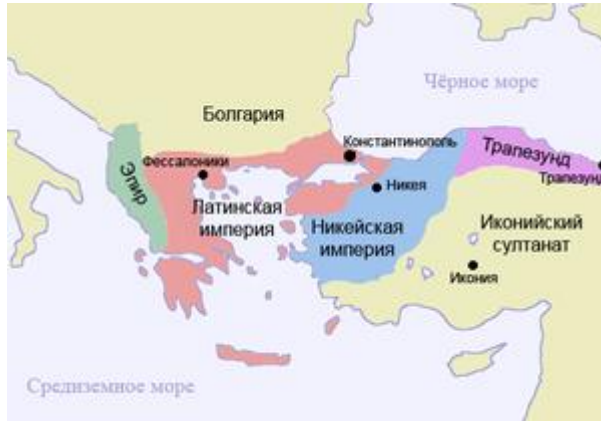 Чёрное море
Болгария
Константинополь
Трапезунд
Фессалоники
Трапезунд
Эпир
Никея
Латинская
империя
Никейская
империя
Иконийский
султанат
Икония
Средиземное море